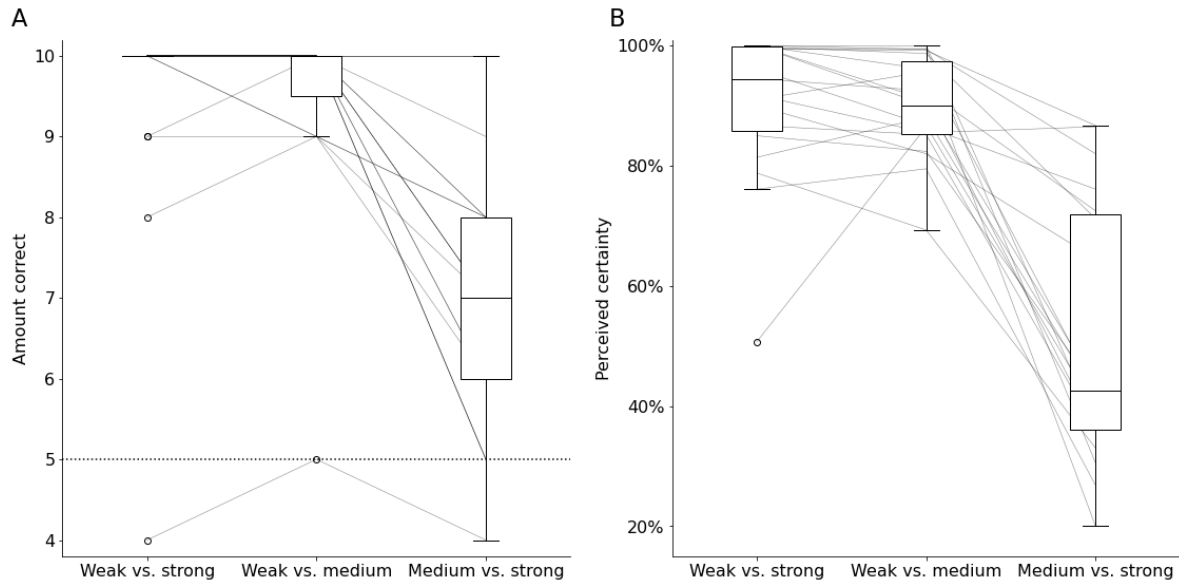 A
Amount correct
10
9
8
7
6
5
4
Weak vs. strong
Weak vs. medium
Medium vs. strong
B
Perceived certainty
100%
80%
60%
40%
20%
Weak vs. strong
Weak vs. medium
Medium vs. strong